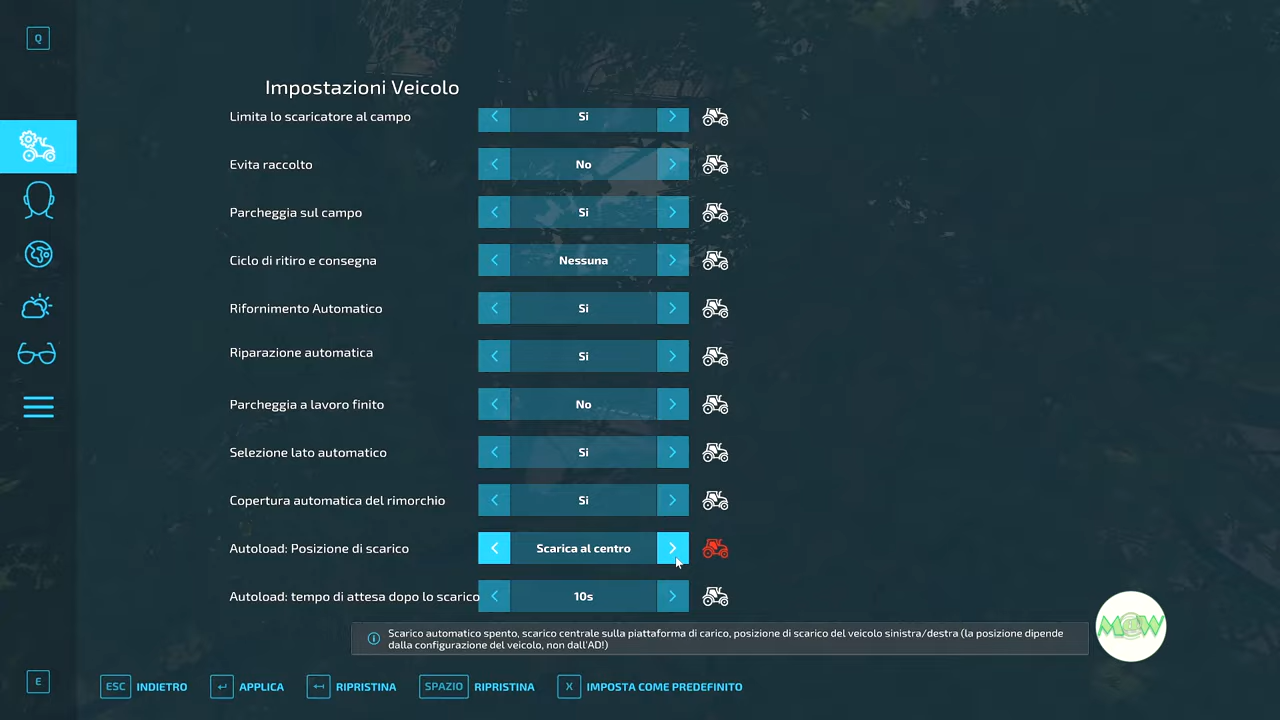 Q
Impostazioni Veicolo
Limita lo scaricatore al campo Si
Evita raccolto No
Parcheggia sul campo Si
Ciclo di ritiro e consegna Nessuna
Rifornimento Automatico Si
Riparazione automatica Si
Parcheggia a lavoro finito No
Selezione lato automatico Si
Copertura automatica del rimorchio Si
Autoload: Posizione di scarico Scarica al centro
Autoload: tempo di attesa dopo lo scarico 10s
Scarico automatico spento, scarico centrale sulla piattaforma di carico, posizione di scarico del veicolo sinistra/destra (la posizione dipende
dalla configurazione del veicolo, non dall'AD!)
M@W
E
ESC INDIETRO APPLICA RIPRISTINA SPAZIO RIPRISTINA X IMPOSTA COME PREDEFINITO